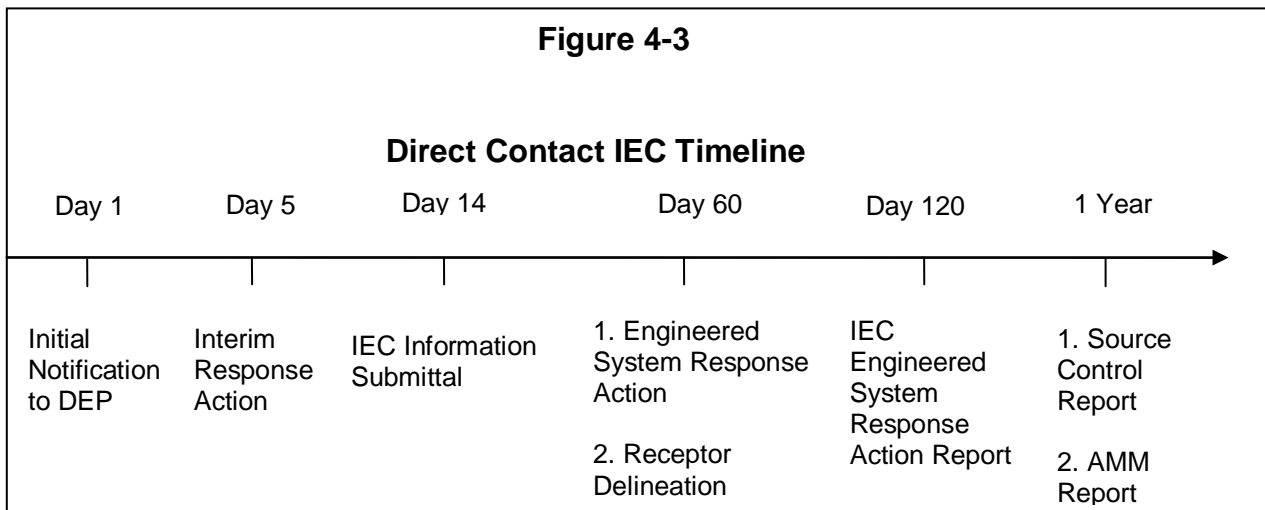 Figure 4-3
Direct Contact IEC Timeline
Day 1
Day 5
Day 14
Day 60
Day 120
1 Year
Initial
Notification
to DEP
Interim
Response
Action
IEC Information
Submittal
1. Engineered
System Response
Action
2. Receptor
Delineation
IEC
Engineered
System
Response
Action Report
1. Source
Control
Report
2. AMM
Report